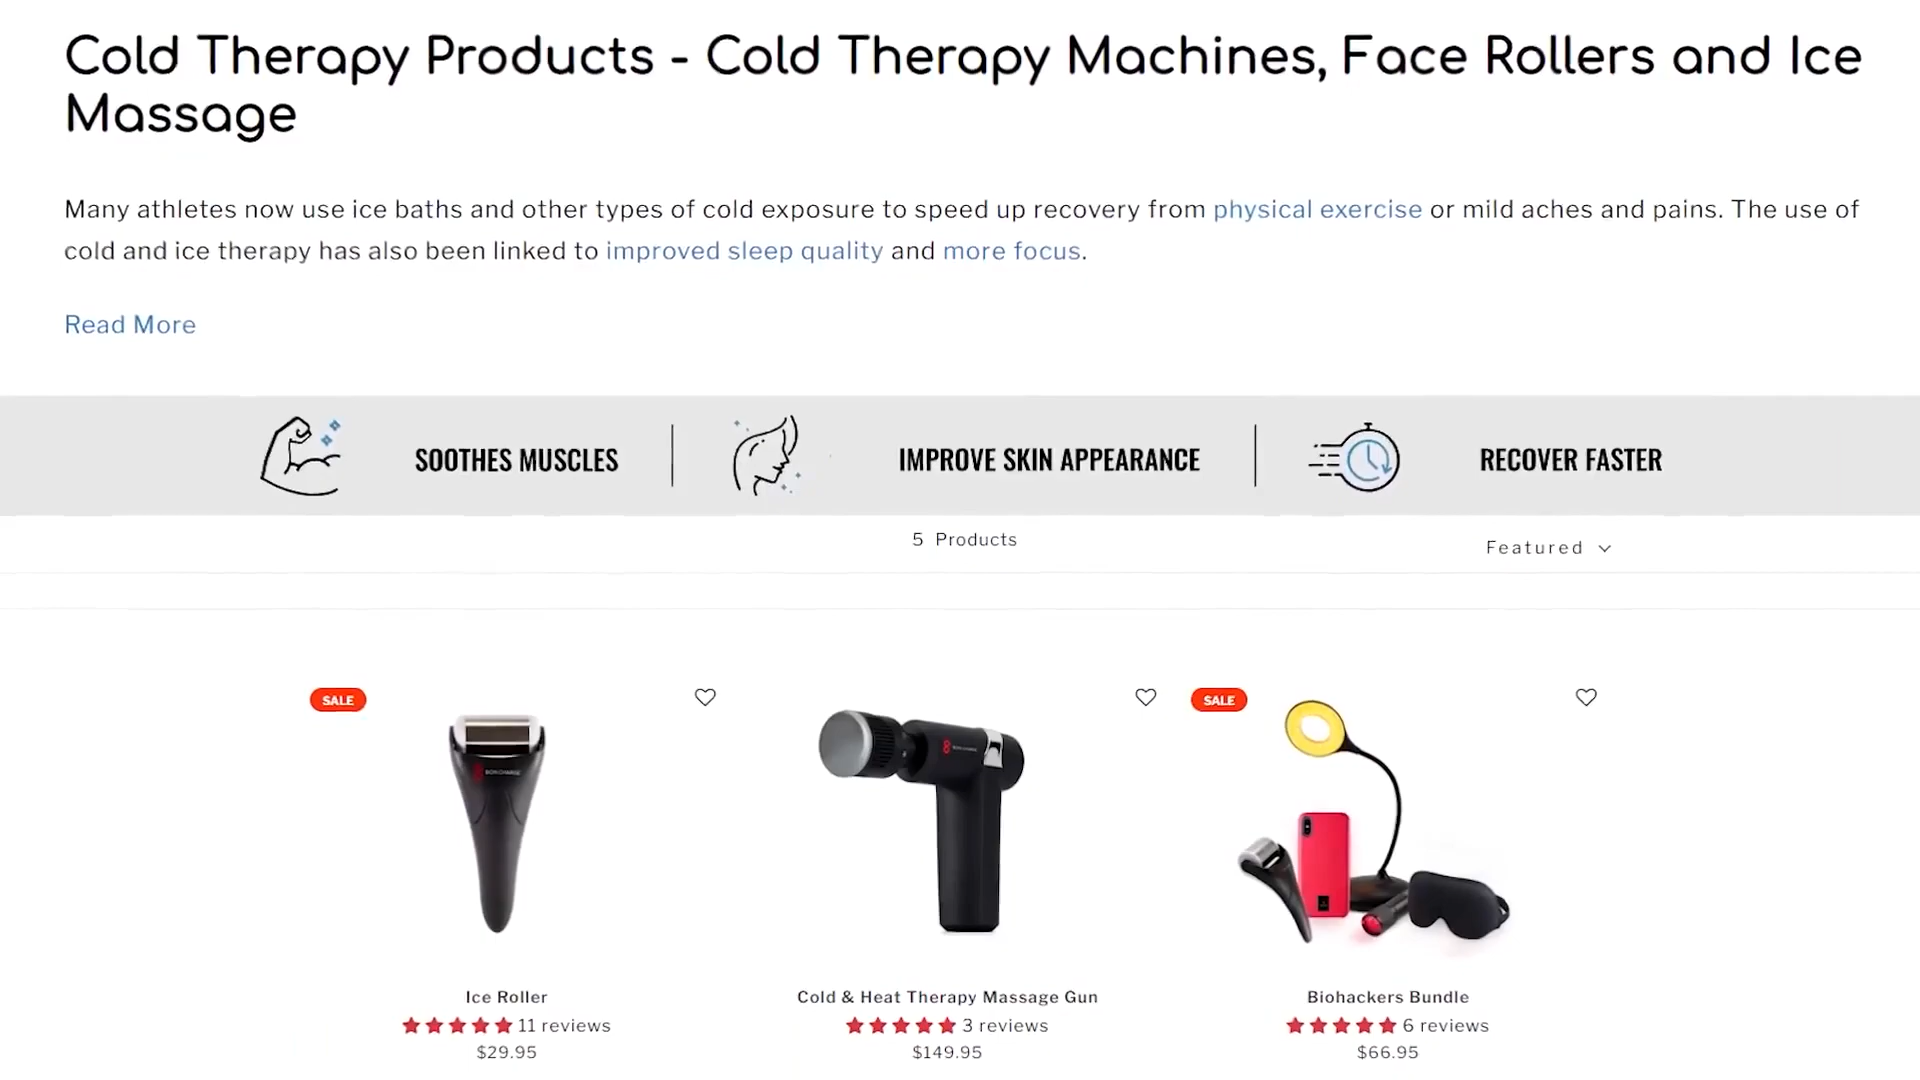 Cold Therapy Products - Cold Therapy Machines, Face Rollers and Ice
Massage
Many athletes now use ice baths and other types of cold exposure to speed up recovery from physical exercise or mild aches and pains. The use of
cold and ice therapy has also been linked to improved sleep quality and more focus.
Read More
SOOTHES MUSCLES
IMPROVE SKIN APPEARANCE
RECOVER FASTER
5 Products
Featured
SALE
SALE
BON CHARGE
BON CHARGE
Ice Roller
11 reviews
$29.95
Cold & Heat Therapy Massage Gun
3 reviews
$149.95
Biohackers Bundle
6 reviews
$66.95